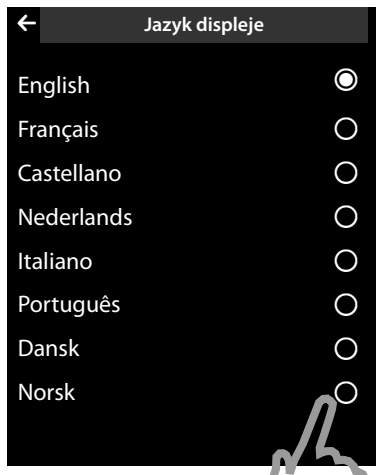 Jazyk displeje
English
Français
Castellano
Nederlands
Italiano
Português
Dansk
Norsk